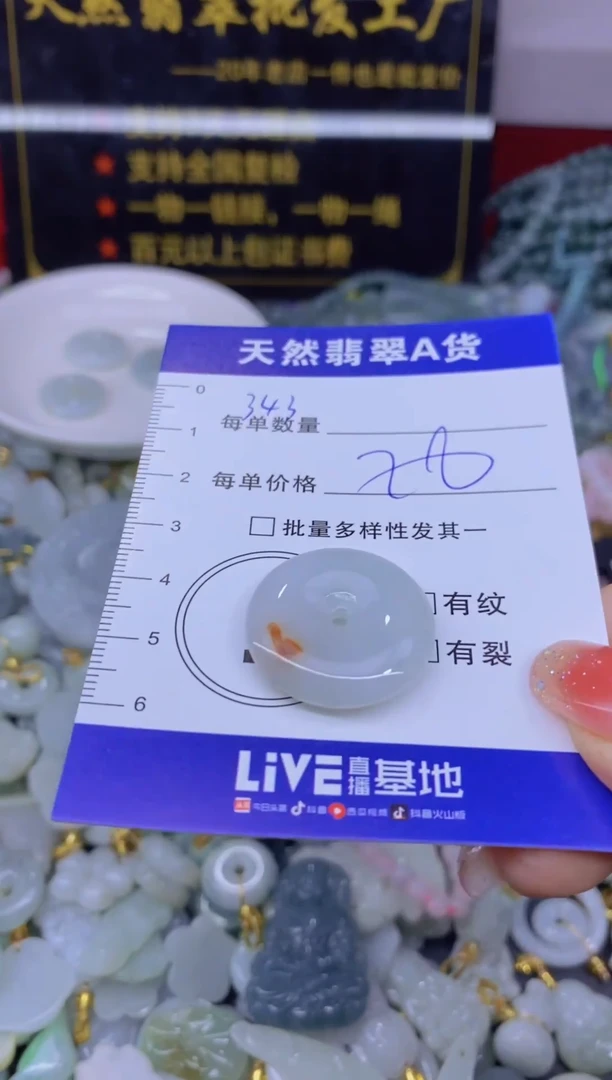 天然翡翠批发工厂
——20年老店一件也是批发价
支持全国复检
一物一链接，一物一绳
百元以上包证书费
天然翡翠A货
0
1
2
3
4
5
6
343
每单数量
每单价格 28
□批量多样性发其一
有纹
有裂
LiVE直播基地
今日头条 抖音 西瓜视频 抖音火山版